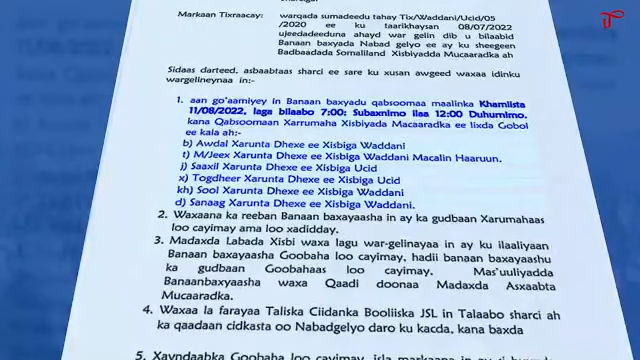 Markaan Tixraacay: warqada sumadeedu tahay Tix/Waddani/Ucid/05
/2020 ee ku taariikhaysan 08/07/2022
ujeedadeeduna ahayd war gelin dib u bilaabid
Banaan baxyada Nabad gelyo ee ay ku sheegeen
Badbaadada Somaliland Xisbiyadda Mucaaradka ah
Sidaas darteed, asbaabtaas sharci ee sare ku xusan awgeed waxaa idinku
wargelineynaa in:-
1. aan go'aamiyey in Banaan baxyadu qabsoomaa maalinka Khamiista
11/08/2022, laga bilaabo 7:00: Subaxnimo ilaa 12:00 Duhurnimo.
kana Qabsoomaan Xarrumaha Xisbiyada Macaaradka ee lixda Gobol
ee kala ah:-
b) Awdal Xarunta Dhexe ee Xisbiga Waddani
t) M/Jeex Xarunta Dhexe ee Xisbiga Waddani Macalin Haaruun.
j) Saaxil Xarunta Dhexe ee Xisbiga Ucid
x) Togdheer Xarunta Dhexe ee Xisbiga Ucid
kh) Sool Xarunta Dhexe ee Xisbiga Waddani
d) Sanaag Xarunta Dhexe ee Xisbiga Waddani.
2. Waxaana ka reeban Banaan baxayaasha in ay ka gudbaan Xarumahaas
loo cayimay ama loo xadidday.
3. Madaxda Labada Xisbi waxa lagu war-gelinayaa in ay ku ilaaliyaan
Banaan baxayaasha Goobaha loo cayimay, hadii banaan baxayaashu
ka gudbaan Goobahaas loo cayimay. Mas'uuliyadda
Banaanbaxyaasha waxa Qaadi doonaa Madaxda Asxaabta
Mucaaradka.
4. Waxaa la farayaa Taliska Ciidanka Booliiska JSL in Talaabo sharci ah
ka qaadaan cidkasta oo Nabadgelyo daro ku kacda, kana baxda
5. Xayndaabka Goobaha loo cayimay, isla markaana